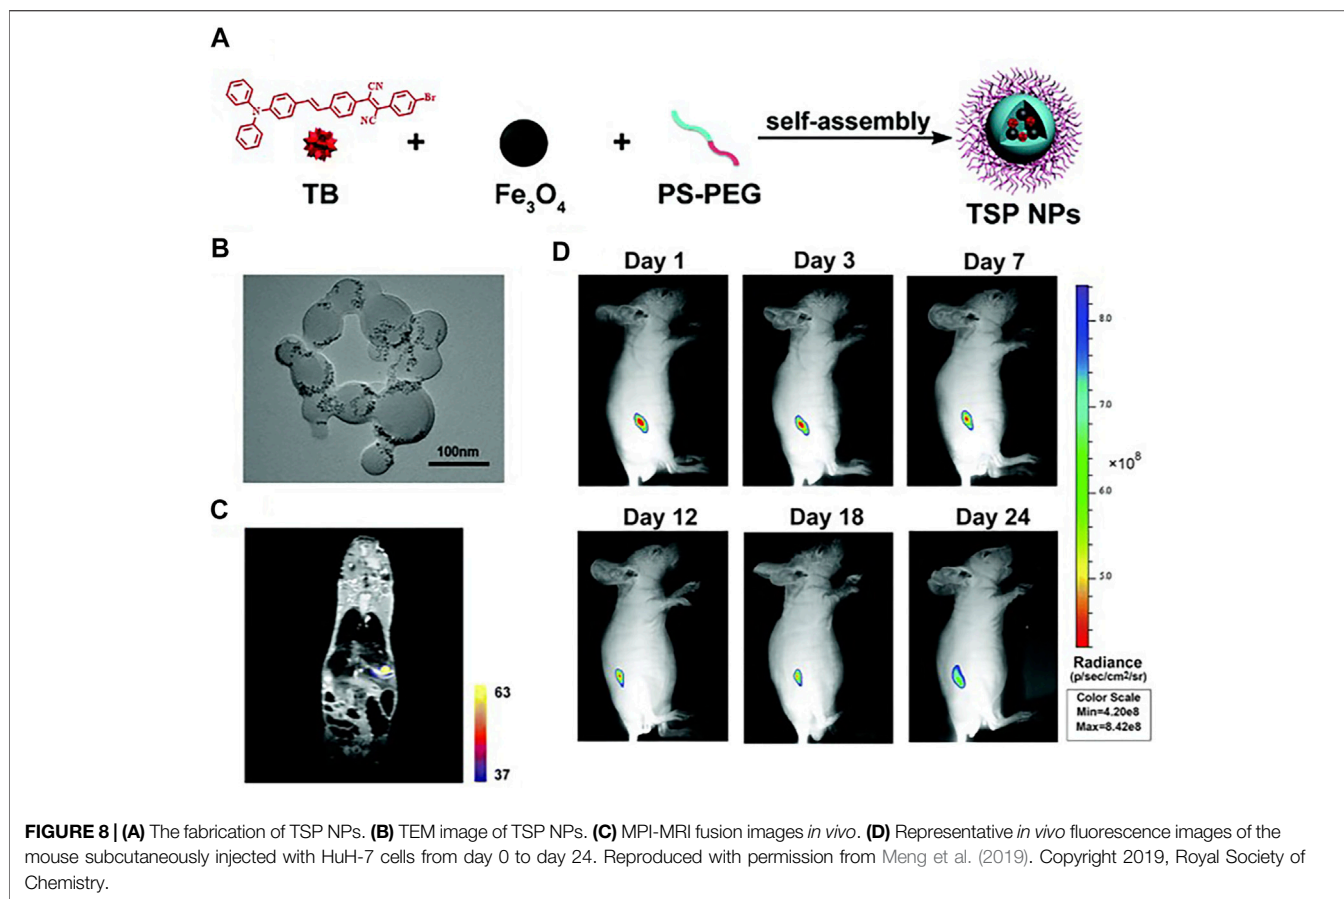 A
CN
Br
N
NC
+
+
self-assembly
TB
Fe3O4
PS-PEG
TSP NPs
B
D
Day 1
Day 3
Day 7
8.0
7.0
×10^8
6.0
5.0
100nm
C
Day 12
Day 18
Day 24
63
37
Radiance
(p/sec/cm2/sr)
Color Scale
Min=4.20e8
Max=8.42e8
FIGURE 8 | (A) The fabrication of TSP NPs. (B) TEM image of TSP NPs. (C) MPI-MRI fusion images in vivo. (D) Representative in vivo fluorescence images of the
mouse subcutaneously injected with HuH-7 cells from day 0 to day 24. Reproduced with permission from Meng et al. (2019). Copyright 2019, Royal Society of
Chemistry.